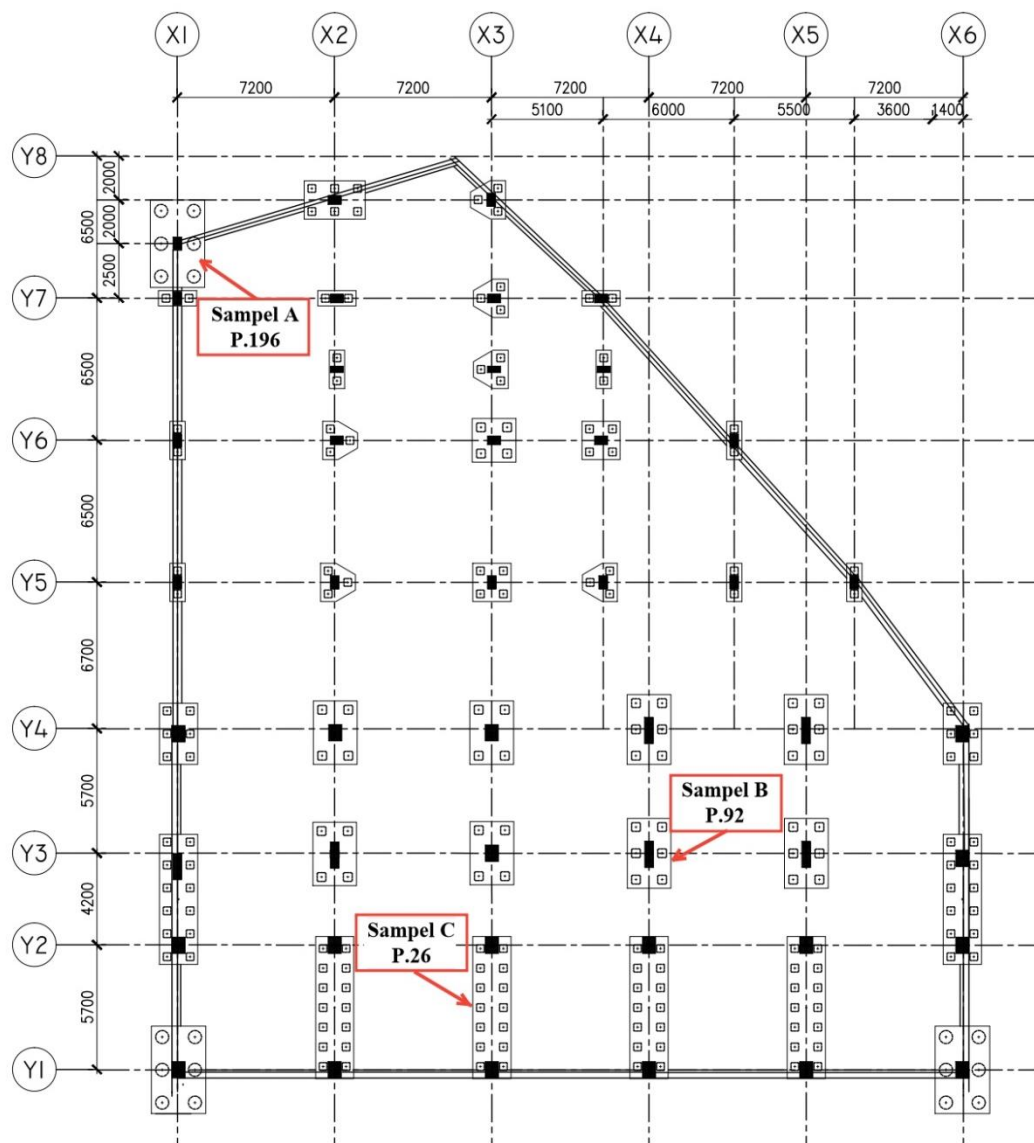 X1 X2 X3 X4 X5 X6
7200 7200 7200 7200 7200
5100 6000 5500 3600 1400
Y8
2000
6500 2000
2500
Y7
Sampel A
P.196
6500
Y6
6500
Y5
6700
Y4
5700
Sampel B
P.92
Y3
4200
Sampel C
P.26
Y2
5700
Y1